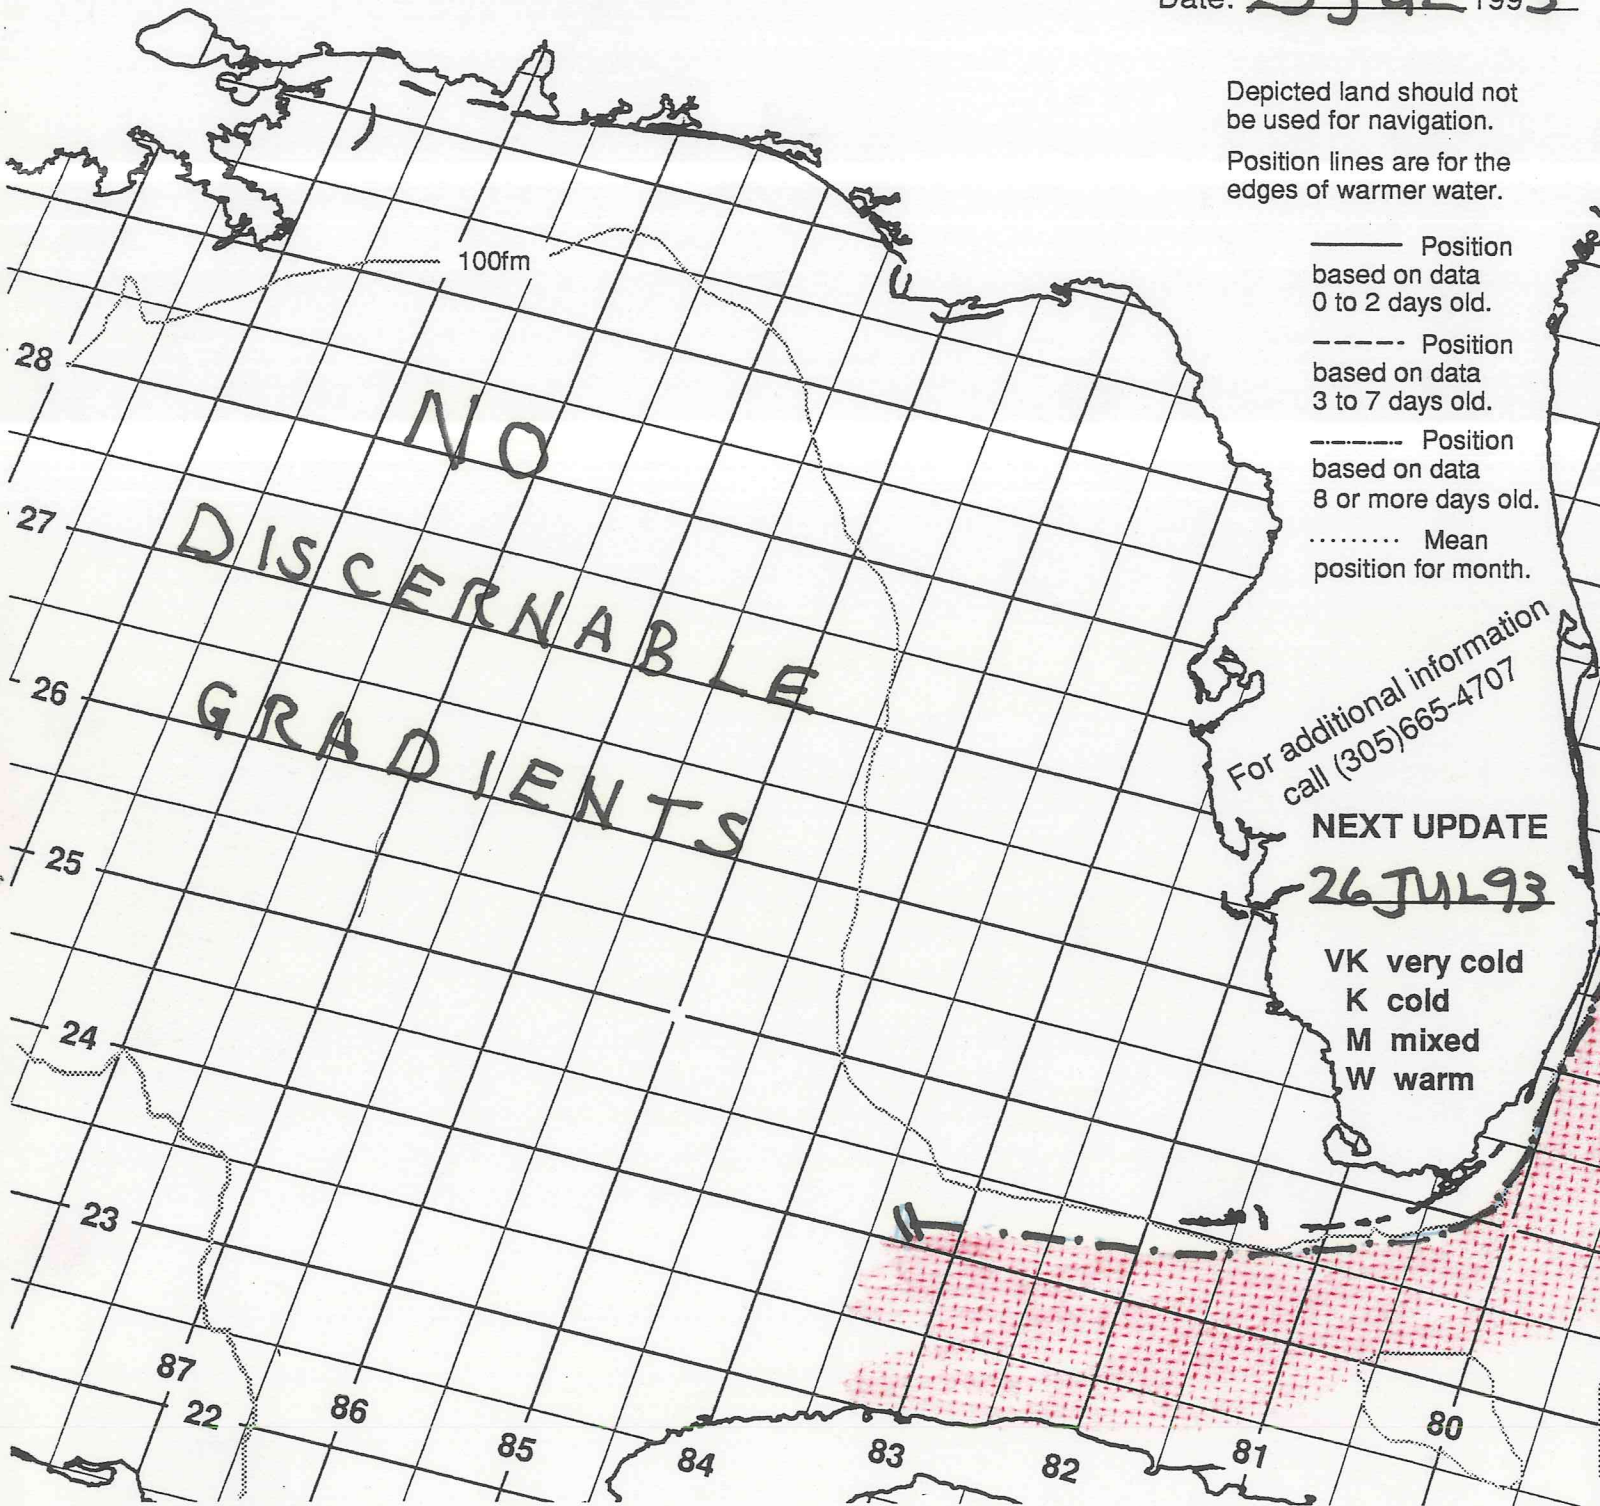 Date: JUL 1993
Depicted land should not
be used for navigation.
Position lines are for the
edges of warmer water.
Position
based on data
0 to 2 days old.
Position
based on data
3 to 7 days old.
Position
based on data
8 or more days old.
Mean
position for month.
For additional information
call (305)665-4707
NEXT UPDATE
26 JUL 93
VK very cold
K cold
M mixed
W warm
100fm
NO
DISCERNABLE
GRADIENTS
28
27
26
25
24
23
22
87
86
85
84
83
82
81
80